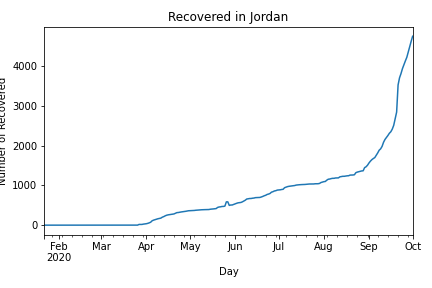 Recovered in Jordan
Number of Recovered
4000
3000
2000
1000
0
Feb Mar Apr May Jun Jul Aug Sep Oct
2020
Day